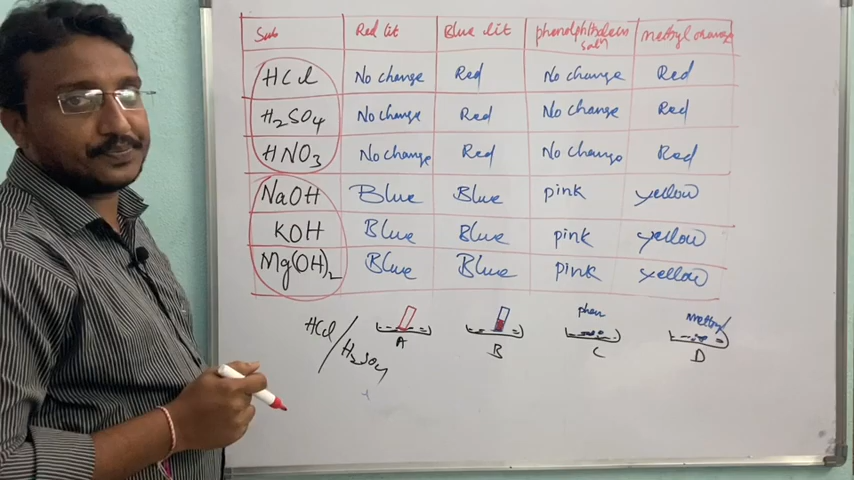 Sub Red lit Blue lit phenolphthalein soln methyl orange
HCl No change Red No change Red
H2SO4 No change Red No change Red
HNO3 No change Red No change Red
NaOH Blue Blue pink yellow
KOH Blue Blue pink yellow
Mg(OH)2 Blue Blue pink yellow
HCl / H2SO4 phen methyl
A B C D